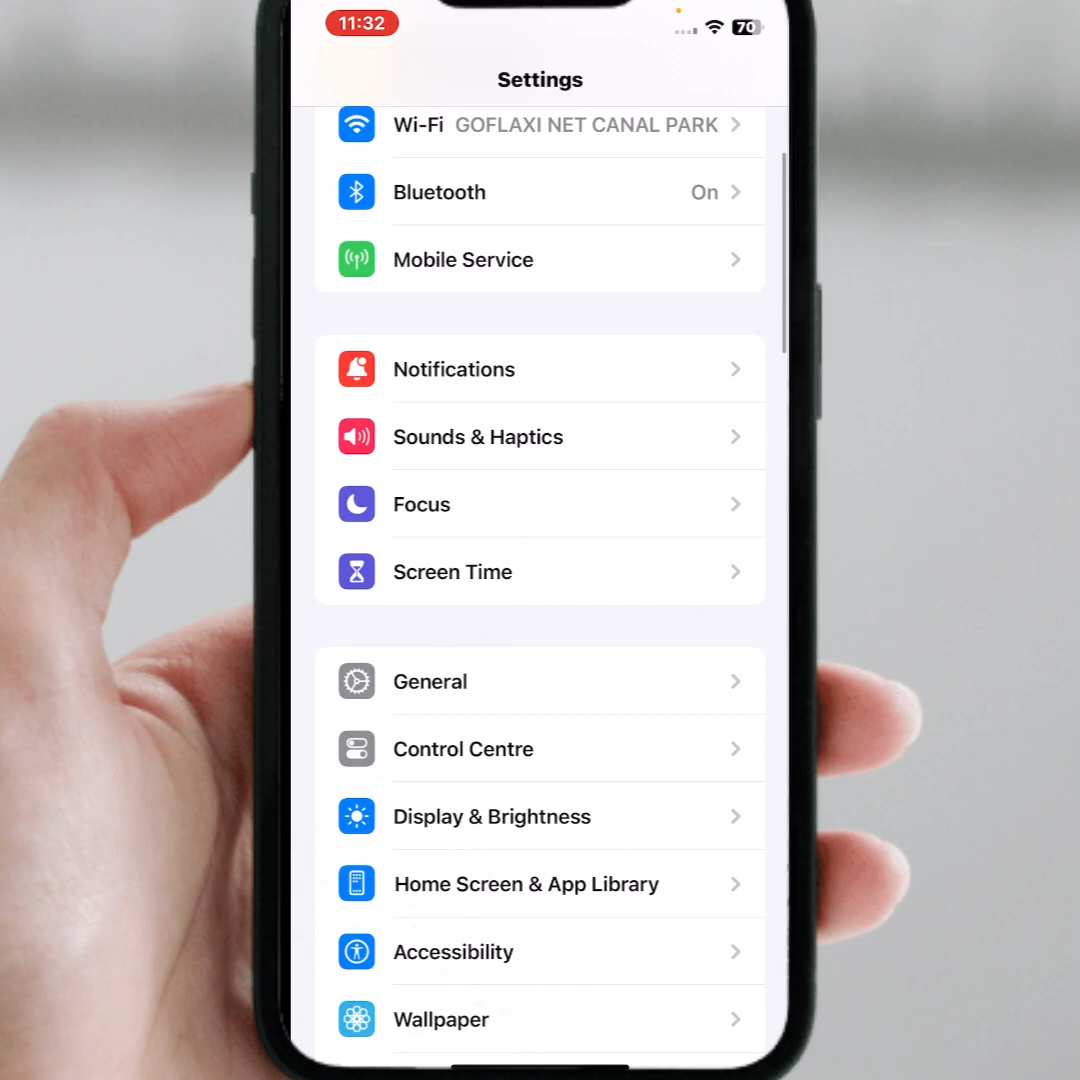 11:32
70
Settings
Wi-Fi GOFLAXI NET CANAL PARK
Bluetooth On
Mobile Service
Notifications
Sounds & Haptics
Focus
Screen Time
General
Control Centre
Display & Brightness
Home Screen & App Library
Accessibility
Wallpaper